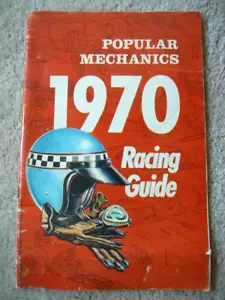 POPULAR
MECHANICS
1970
Racing
Guide